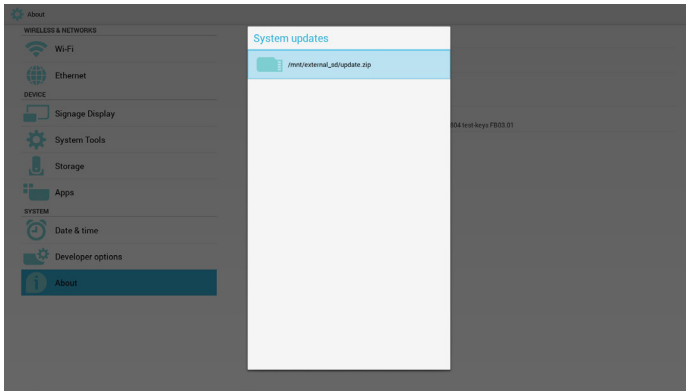 About
WIRELESS & NETWORKS
Wi-Fi
Ethernet
DEVICE
Signage Display
System Tools
Storage
Apps
SYSTEM
Date & time
Developer options
About
System updates
/mnt/external_sd/update.zip
804 test-keys FB03.01